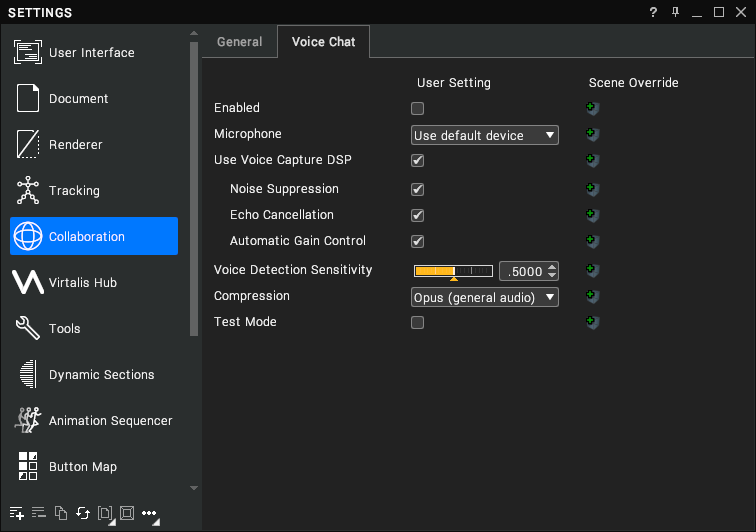 SETTINGS
User Interface
Document
Renderer
Tracking
Collaboration
Virtalis Hub
Tools
Dynamic Sections
Animation Sequencer
Button Map
General Voice Chat
User Setting Scene Override
Enabled
Microphone Use default device
Use Voice Capture DSP
Noise Suppression
Echo Cancellation
Automatic Gain Control
Voice Detection Sensitivity .5000
Compression Opus (general audio)
Test Mode